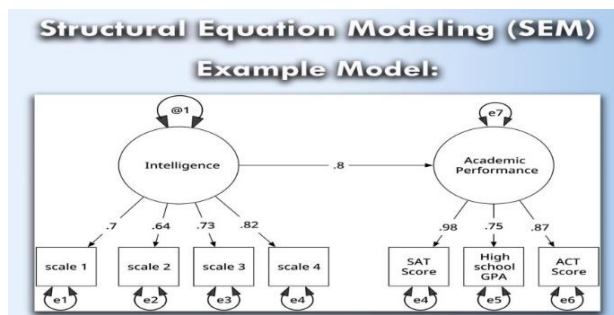 Structural Equation Modeling (SEM)
Example Model:
@1
e7
Intelligence
.8
Academic
Performance
.7
.64
.73
.82
.98
.75
.87
scale 1
scale 2
scale 3
scale 4
SAT
Score
High
school
GPA
ACT
Score
e1
e2
e3
e4
e4
e5
e6